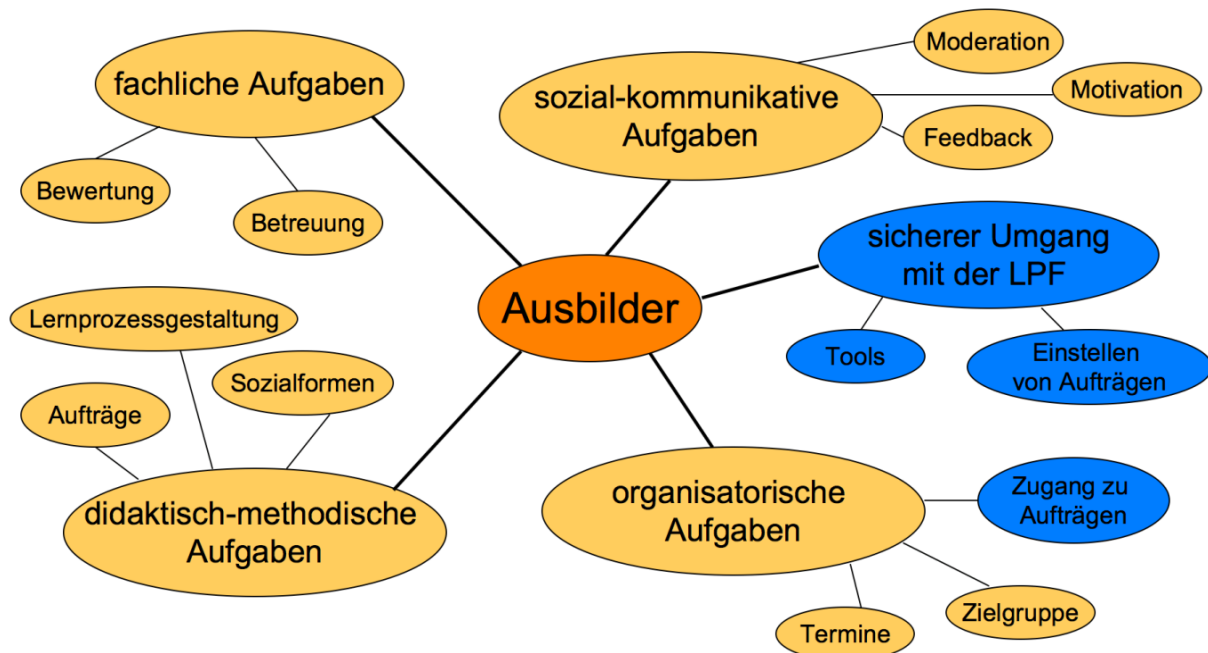 fachliche Aufgaben
Bewertung
Betreuung
sozial-kommunikative
Aufgaben
Moderation
Motivation
Feedback
sicherer Umgang
mit der LPF
Tools
Einstellen
von Aufträgen
Ausbilder
Lernprozessgestaltung
Sozialformen
Aufträge
didaktisch-methodische
Aufgaben
organisatorische
Aufgaben
Zugang zu
Aufträgen
Zielgruppe
Termine